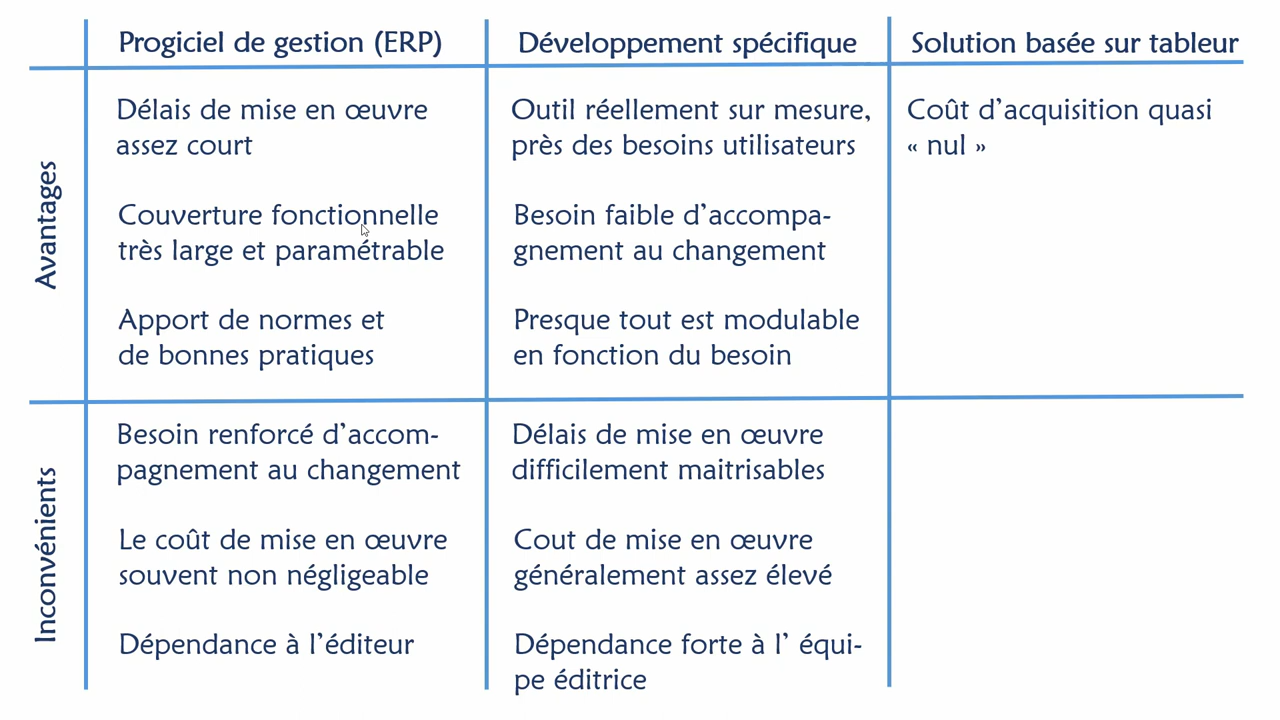 Progiciel de gestion (ERP)
Développement spécifique
Solution basée sur tableur
Avantages
Délais de mise en œuvre
assez court
Couverture fonctionnelle
très large et paramétrable
Apport de normes et
de bonnes pratiques
Outil réellement sur mesure,
près des besoins utilisateurs
Besoin faible d’accompa-
gnement au changement
Presque tout est modulable
en fonction du besoin
Coût d’acquisition quasi
« nul »
Inconvénients
Besoin renforcé d’accom-
pagnement au changement
Le coût de mise en œuvre
souvent non négligeable
Dépendance à l’éditeur
Délais de mise en œuvre
difficilement maitrisables
Cout de mise en œuvre
généralement assez élevé
Dépendance forte à l’ équi-
pe éditrice